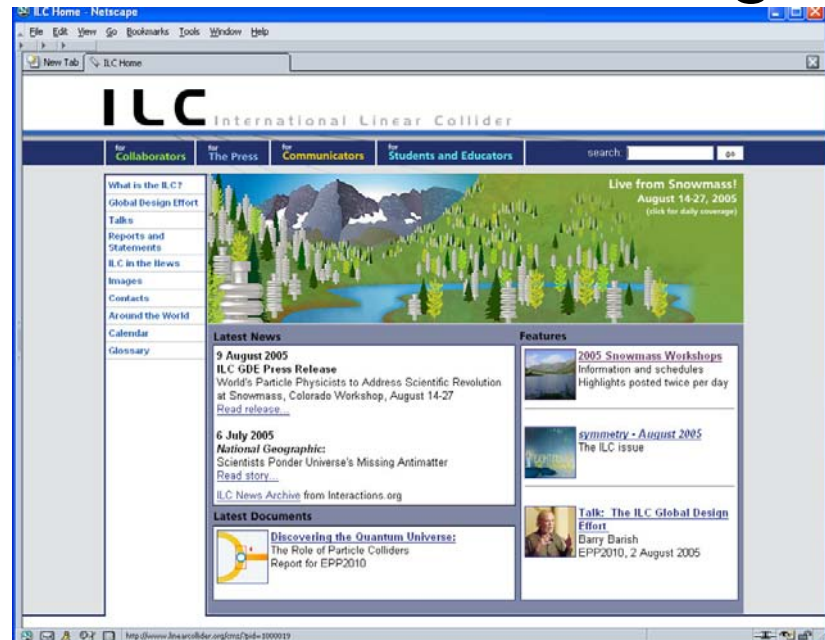 ILC Home - Netscape
File Edit View Go Bookmarks Tools Window Help
New Tab ILC Home
ILC International Linear Collider
for Collaborators
for The Press
for Communicators
for Students and Educators
search: go
What is the ILC?
Global Design Effort
Talks
Reports and
Statements
ILC in the News
Images
Contacts
Around the World
Calendar
Glossary
Live from Snowmass!
August 14-27, 2005
(click for daily coverage)
Latest News
9 August 2005
ILC GDE Press Release
World's Particle Physicists to Address Scientific Revolution
at Snowmass, Colorado Workshop, August 14-27
Read release...
6 July 2005
National Geographic:
Scientists Ponder Universe's Missing Antimatter
Read story...
ILC News Archive from Interactions.org
Latest Documents
Discovering the Quantum Universe:
The Role of Particle Colliders
Report for EPP2010
Features
2005 Snowmass Workshops
Information and schedules
Highlights posted twice per day
symmetry - August 2005
The ILC issue
Talk: The ILC Global Design
Effort
Barry Barish
EPP2010, 2 August 2005
http://www.linearcollider.org/cms/?pid=1000019